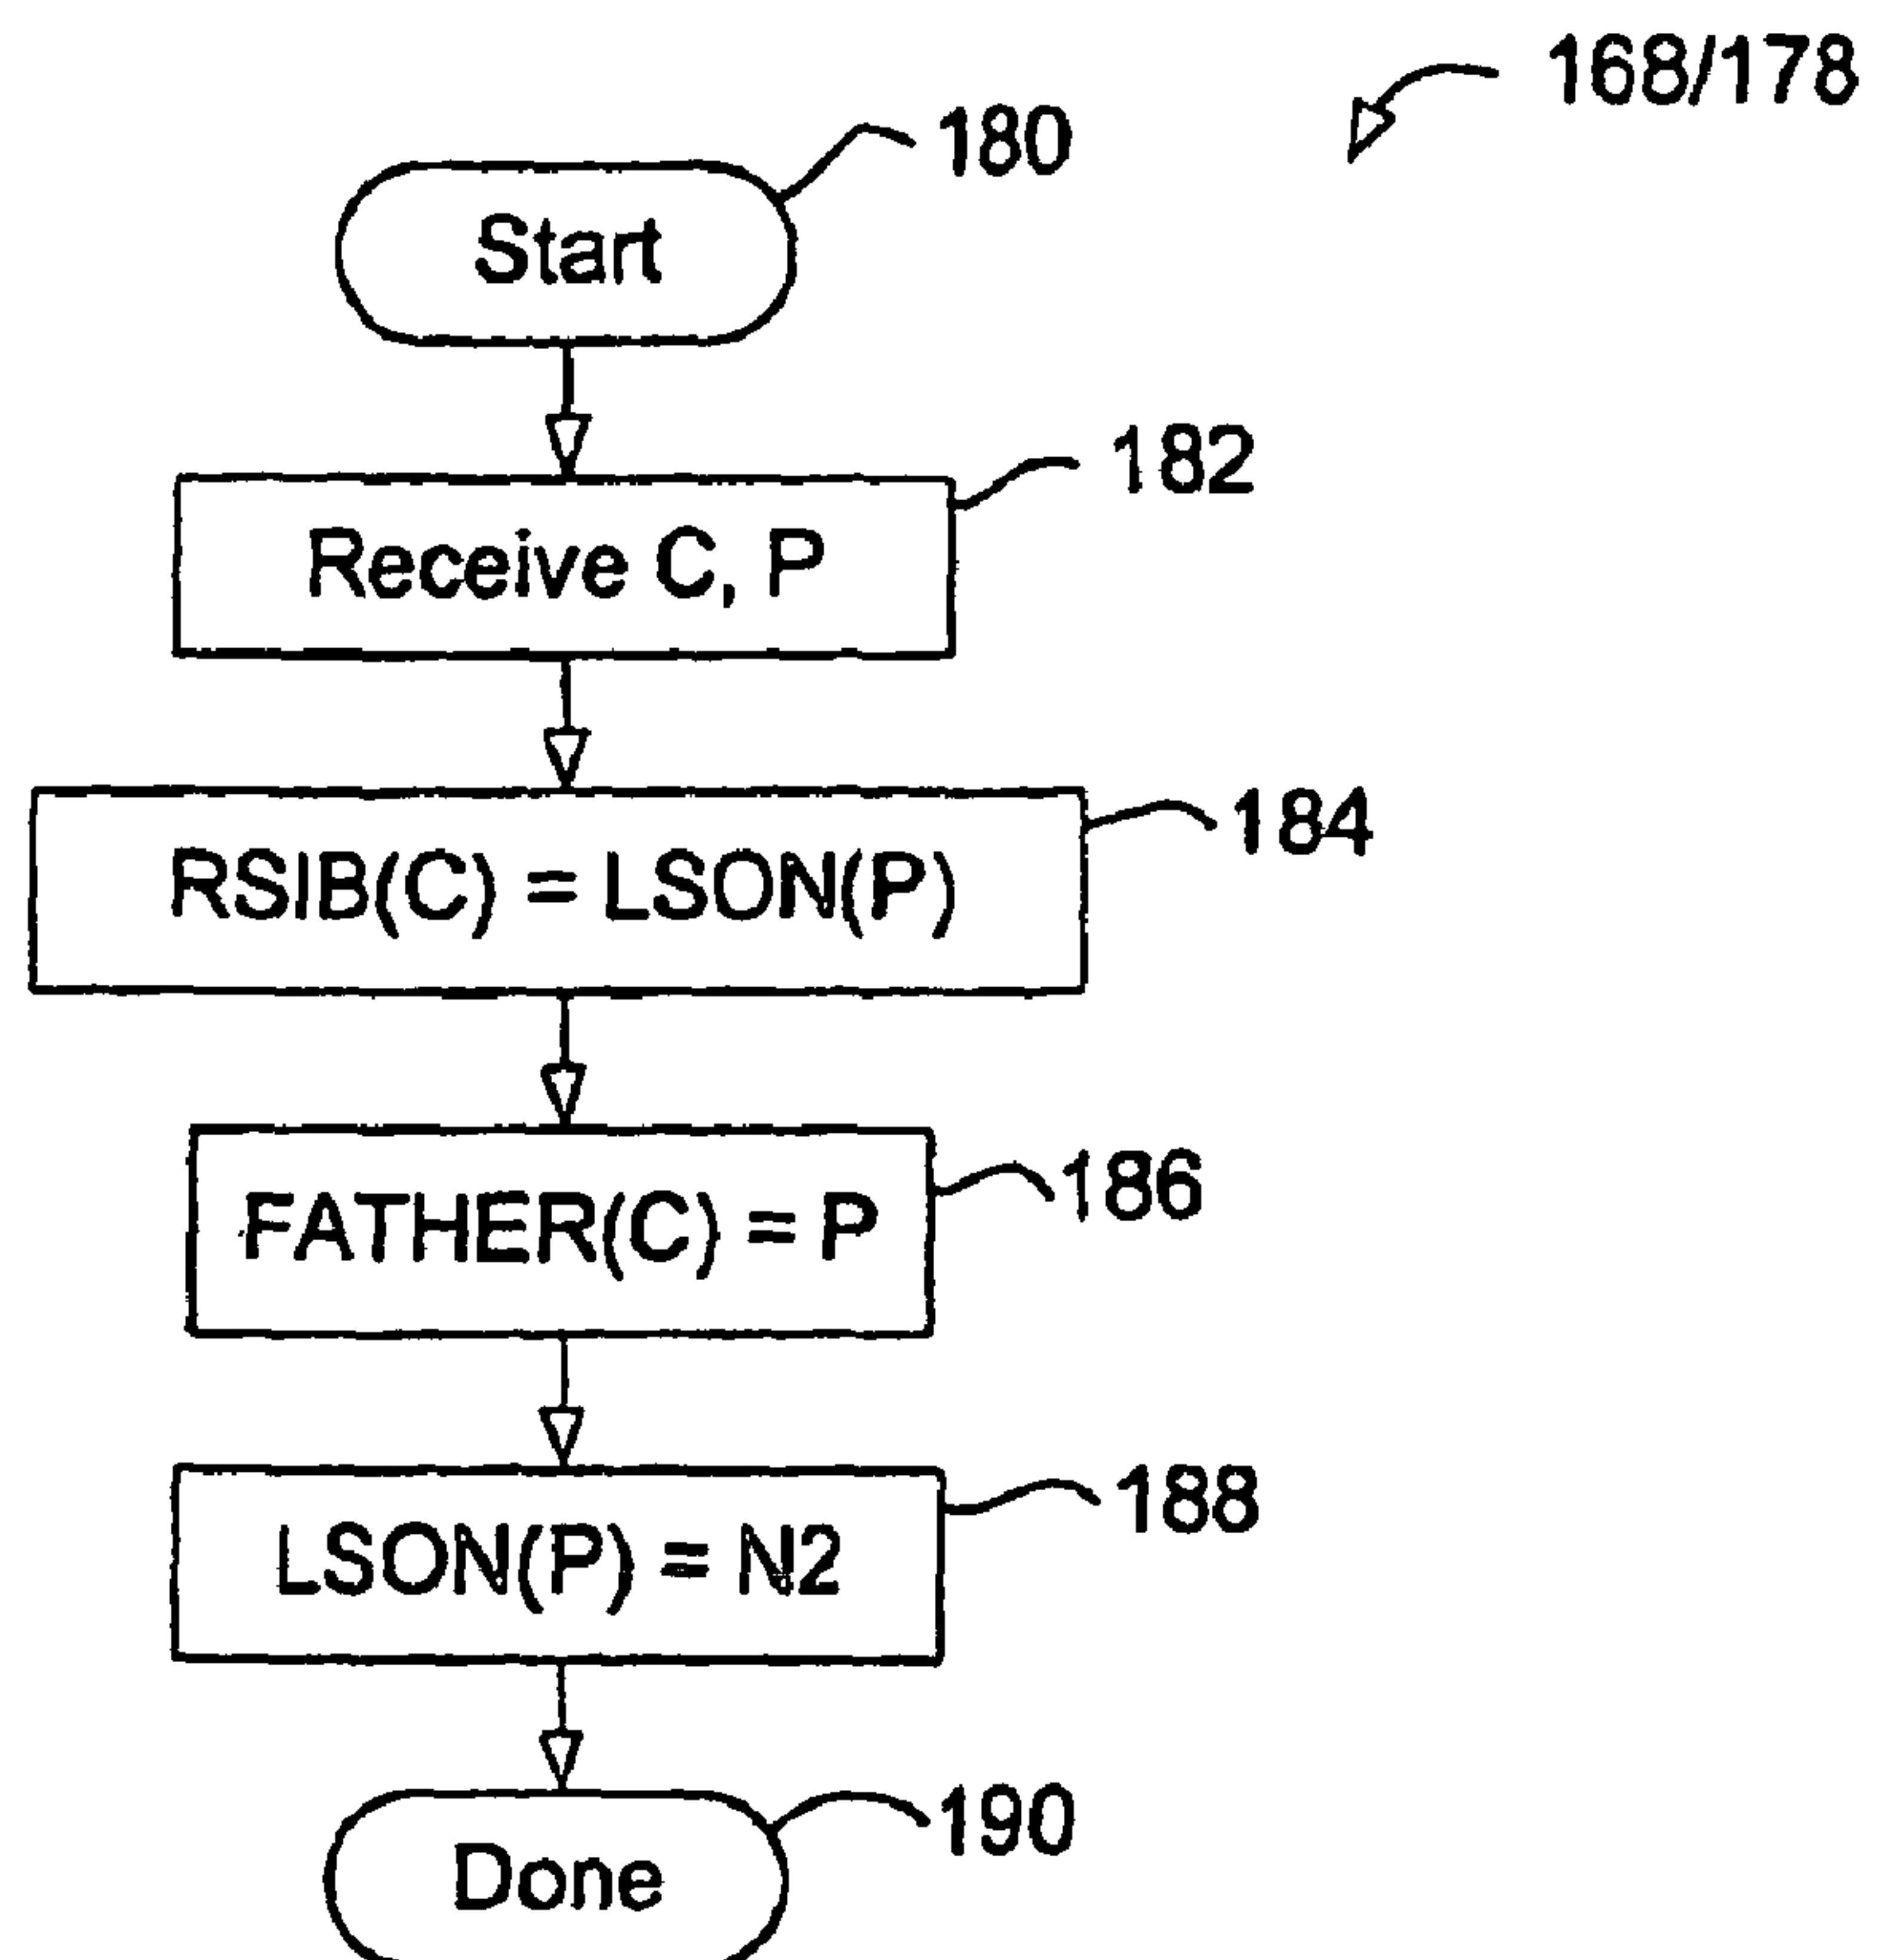 168/178
180
Start
182
Receive C, P
184
RSIB(C) = LSON(P)
186
FATHER(C) = P
188
LSON(P) = N2
190
Done